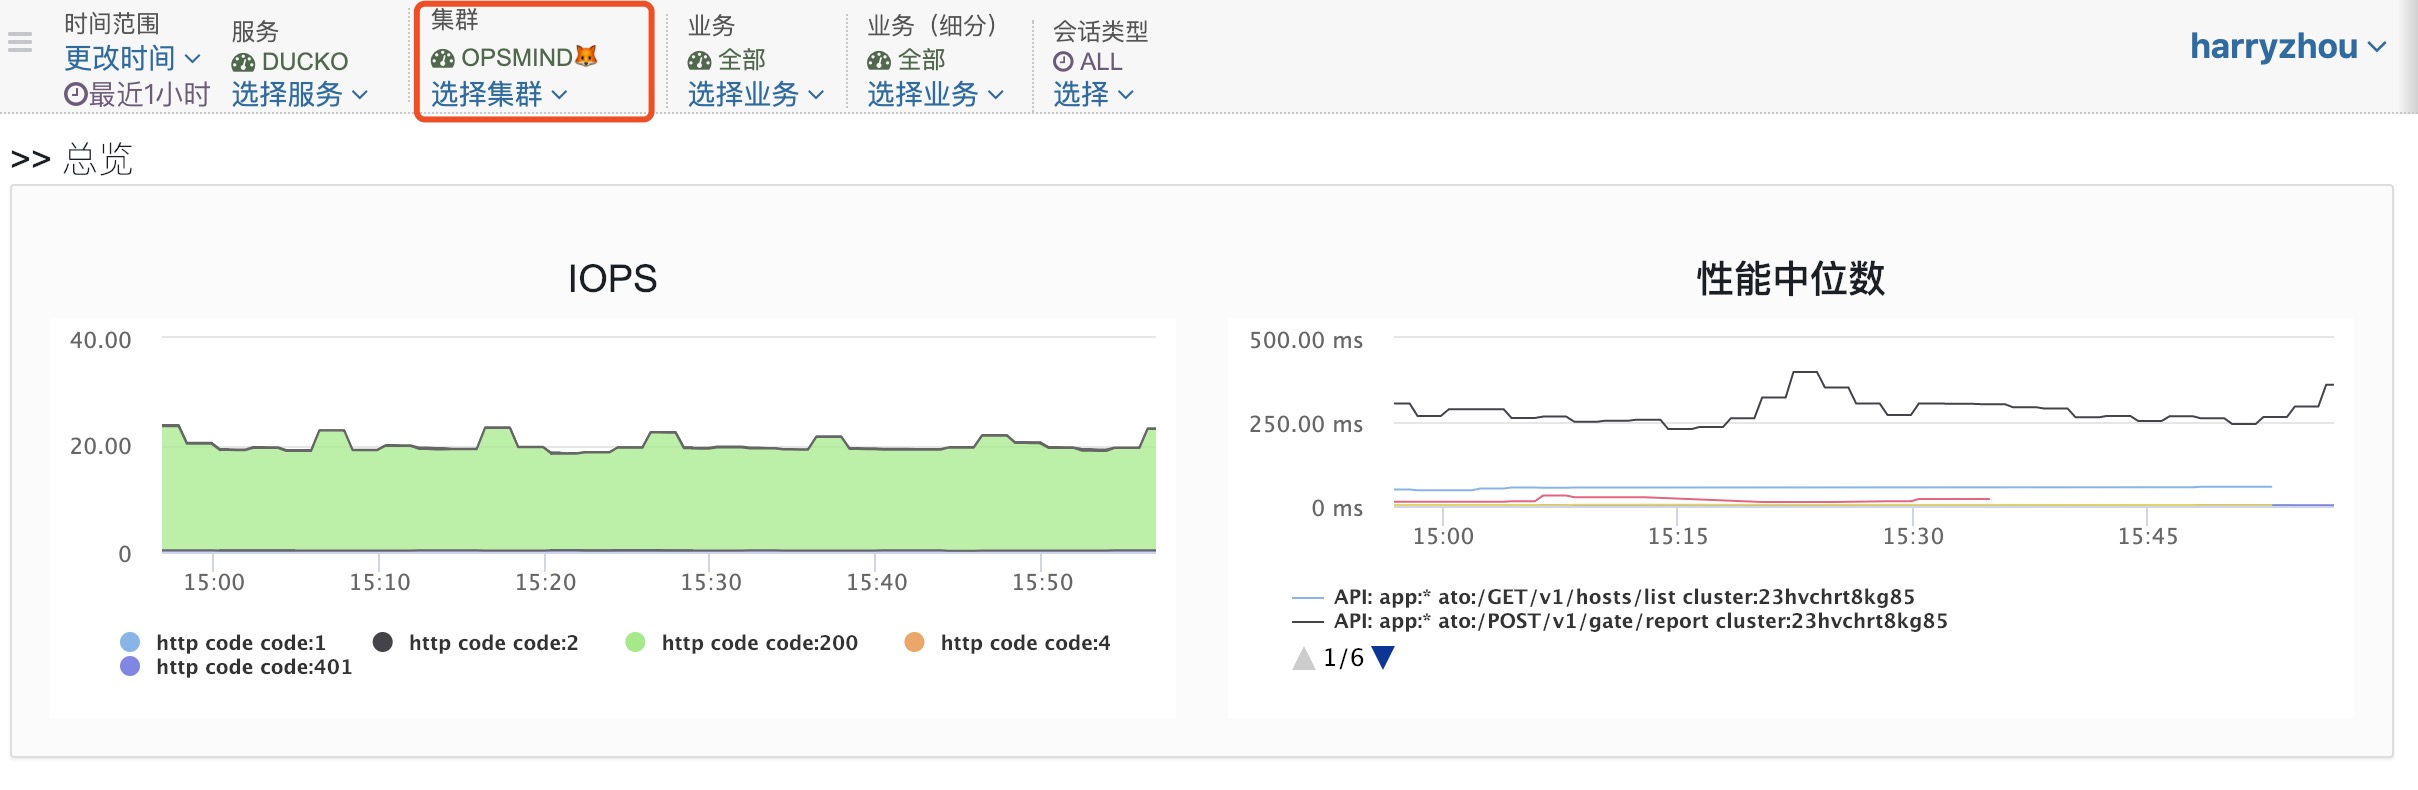 时间范围
更改时间
最近1小时
服务
DUCKO
选择服务
集群
OPSMIND🦊
选择集群
业务
全部
选择业务
业务（细分）
全部
选择业务
会话类型
ALL
选择
harryzhou
>> 总览
IOPS
40.00
20.00
0
15:00 15:10 15:20 15:30 15:40 15:50
http code code:1 http code code:2 http code code:200 http code code:4
http code code:401
性能中位数
500.00 ms
250.00 ms
0 ms
15:00 15:15 15:30 15:45
API: app:* ato:/GET/v1/hosts/list cluster:23hvchrt8kg85
API: app:* ato:/POST/v1/gate/report cluster:23hvchrt8kg85
1/6